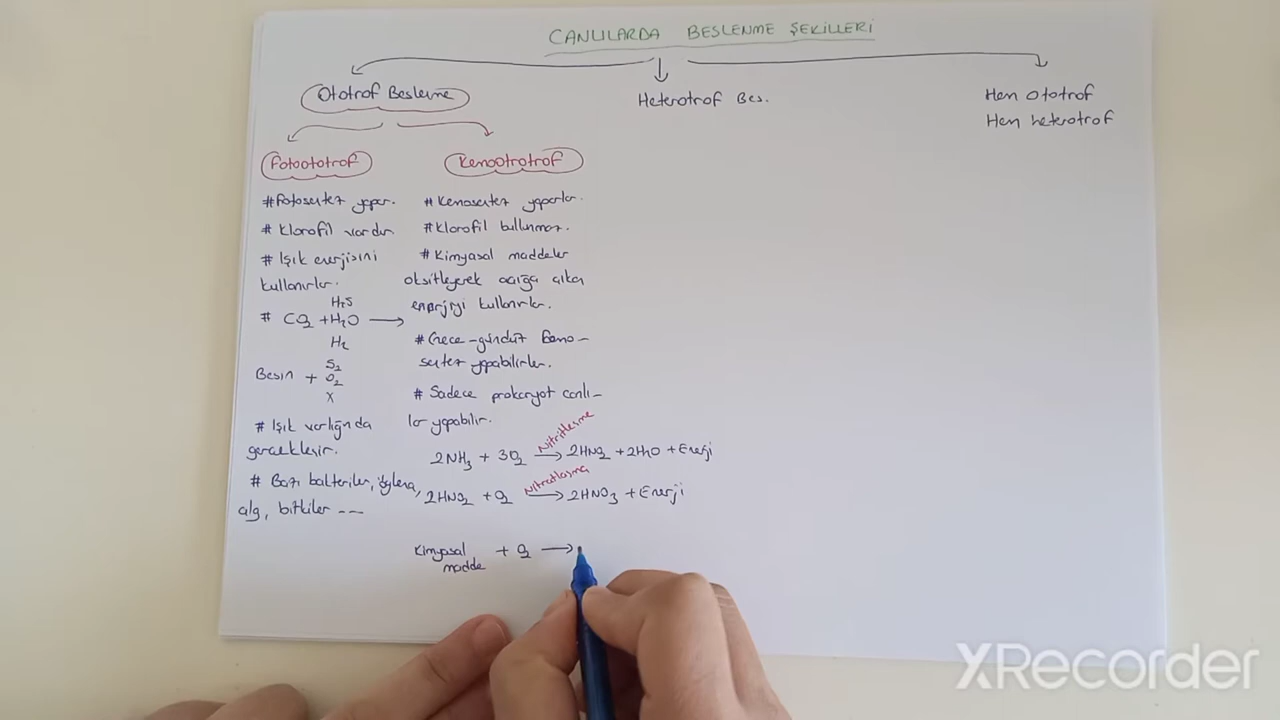 CANLILARDA BESLENME ŞEKİLLERİ
Ototrof Beslenme
Heterotrof Bes.
Hem Ototrof
Hem heterotrof
Fotoototrof
Kemoototrof
#Fotosentez yapar.
# Klorofil vardır.
# Işık enerjisini
kullanırlar.
H₂S
# CO₂ + H₂O →
H₂
Besin + O₂
S₂
X
# Işık varlığında
gerçekleşir.
# Bazı bakteriler, öglena,
alg, bitkiler ---
# Kemosentez yaparlar.
#Klorofil bulunmaz.
# Kimyasal maddeler
oksitleyerek açığa çıkan
enerjiyi kullanırlar.
# Gece-gündüz kemo-
sentez yapabilirler.
# Sadece prokaryot canlı-
lar yapabilir.
Nitritleşme
2NH₃ + 3O₂ → 2HNO₂ + 2H₂O + Enerji
Nitratlaşma
2HNO₂ + O₂ → 2HNO₃ + Enerji
Kimyasal + O₂ →
madde
XRecorder